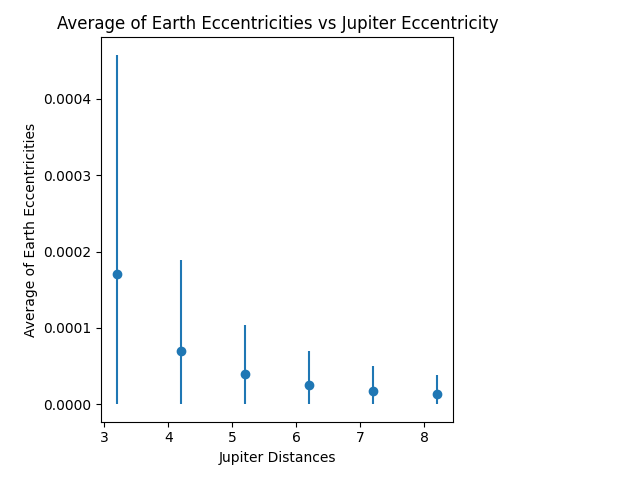 Average of Earth Eccentricities vs Jupiter Eccentricity
Average of Earth Eccentricities
0.0004
0.0003
0.0002
0.0001
0.0000
3 4 5 6 7 8
Jupiter Distances